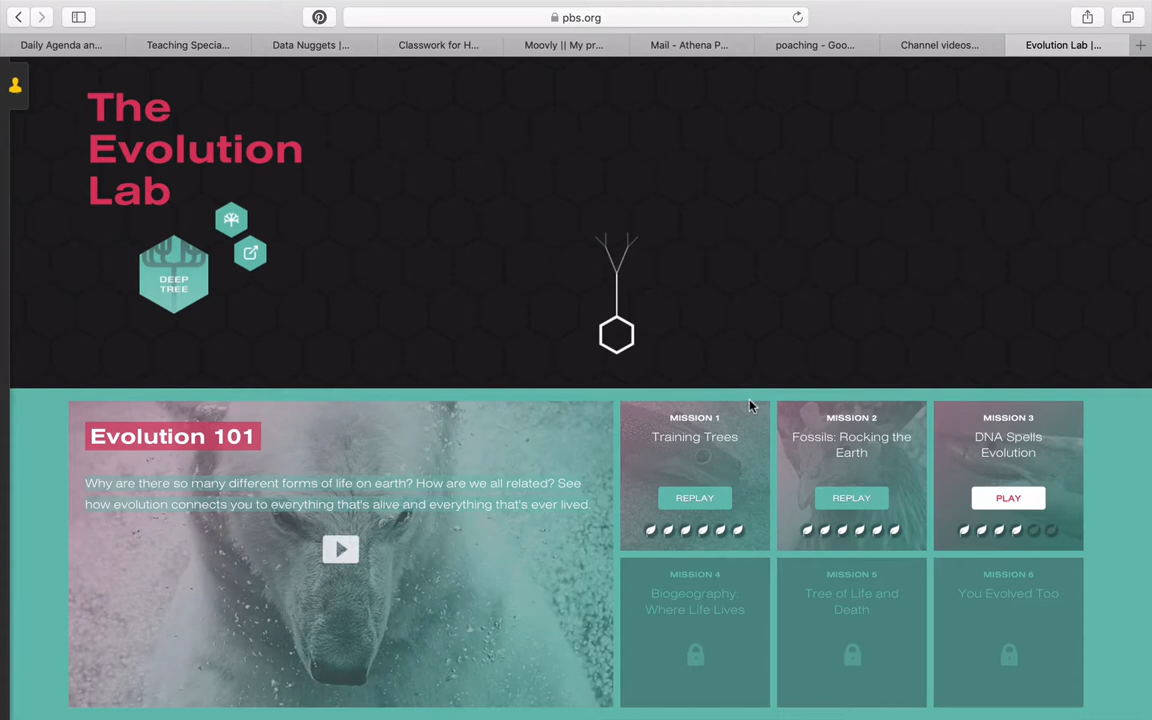 pbs.org
Daily Agenda an...
Teaching Specia...
Data Nuggets |...
Classwork for H...
Moovly || My pr...
Mail - Athena P...
poaching - Goo...
Channel videos...
Evolution Lab |...
The
Evolution
Lab
DEEP
TREE
Evolution 101
Why are there so many different forms of life on earth? How are we all related? See
how evolution connects you to everything that's alive and everything that's ever lived.
MISSION 1
Training Trees
REPLAY
MISSION 2
Fossils: Rocking the
Earth
REPLAY
MISSION 3
DNA Spells
Evolution
PLAY
MISSION 4
Biogeography:
Where Life Lives
MISSION 5
Tree of Life and
Death
MISSION 6
You Evolved Too